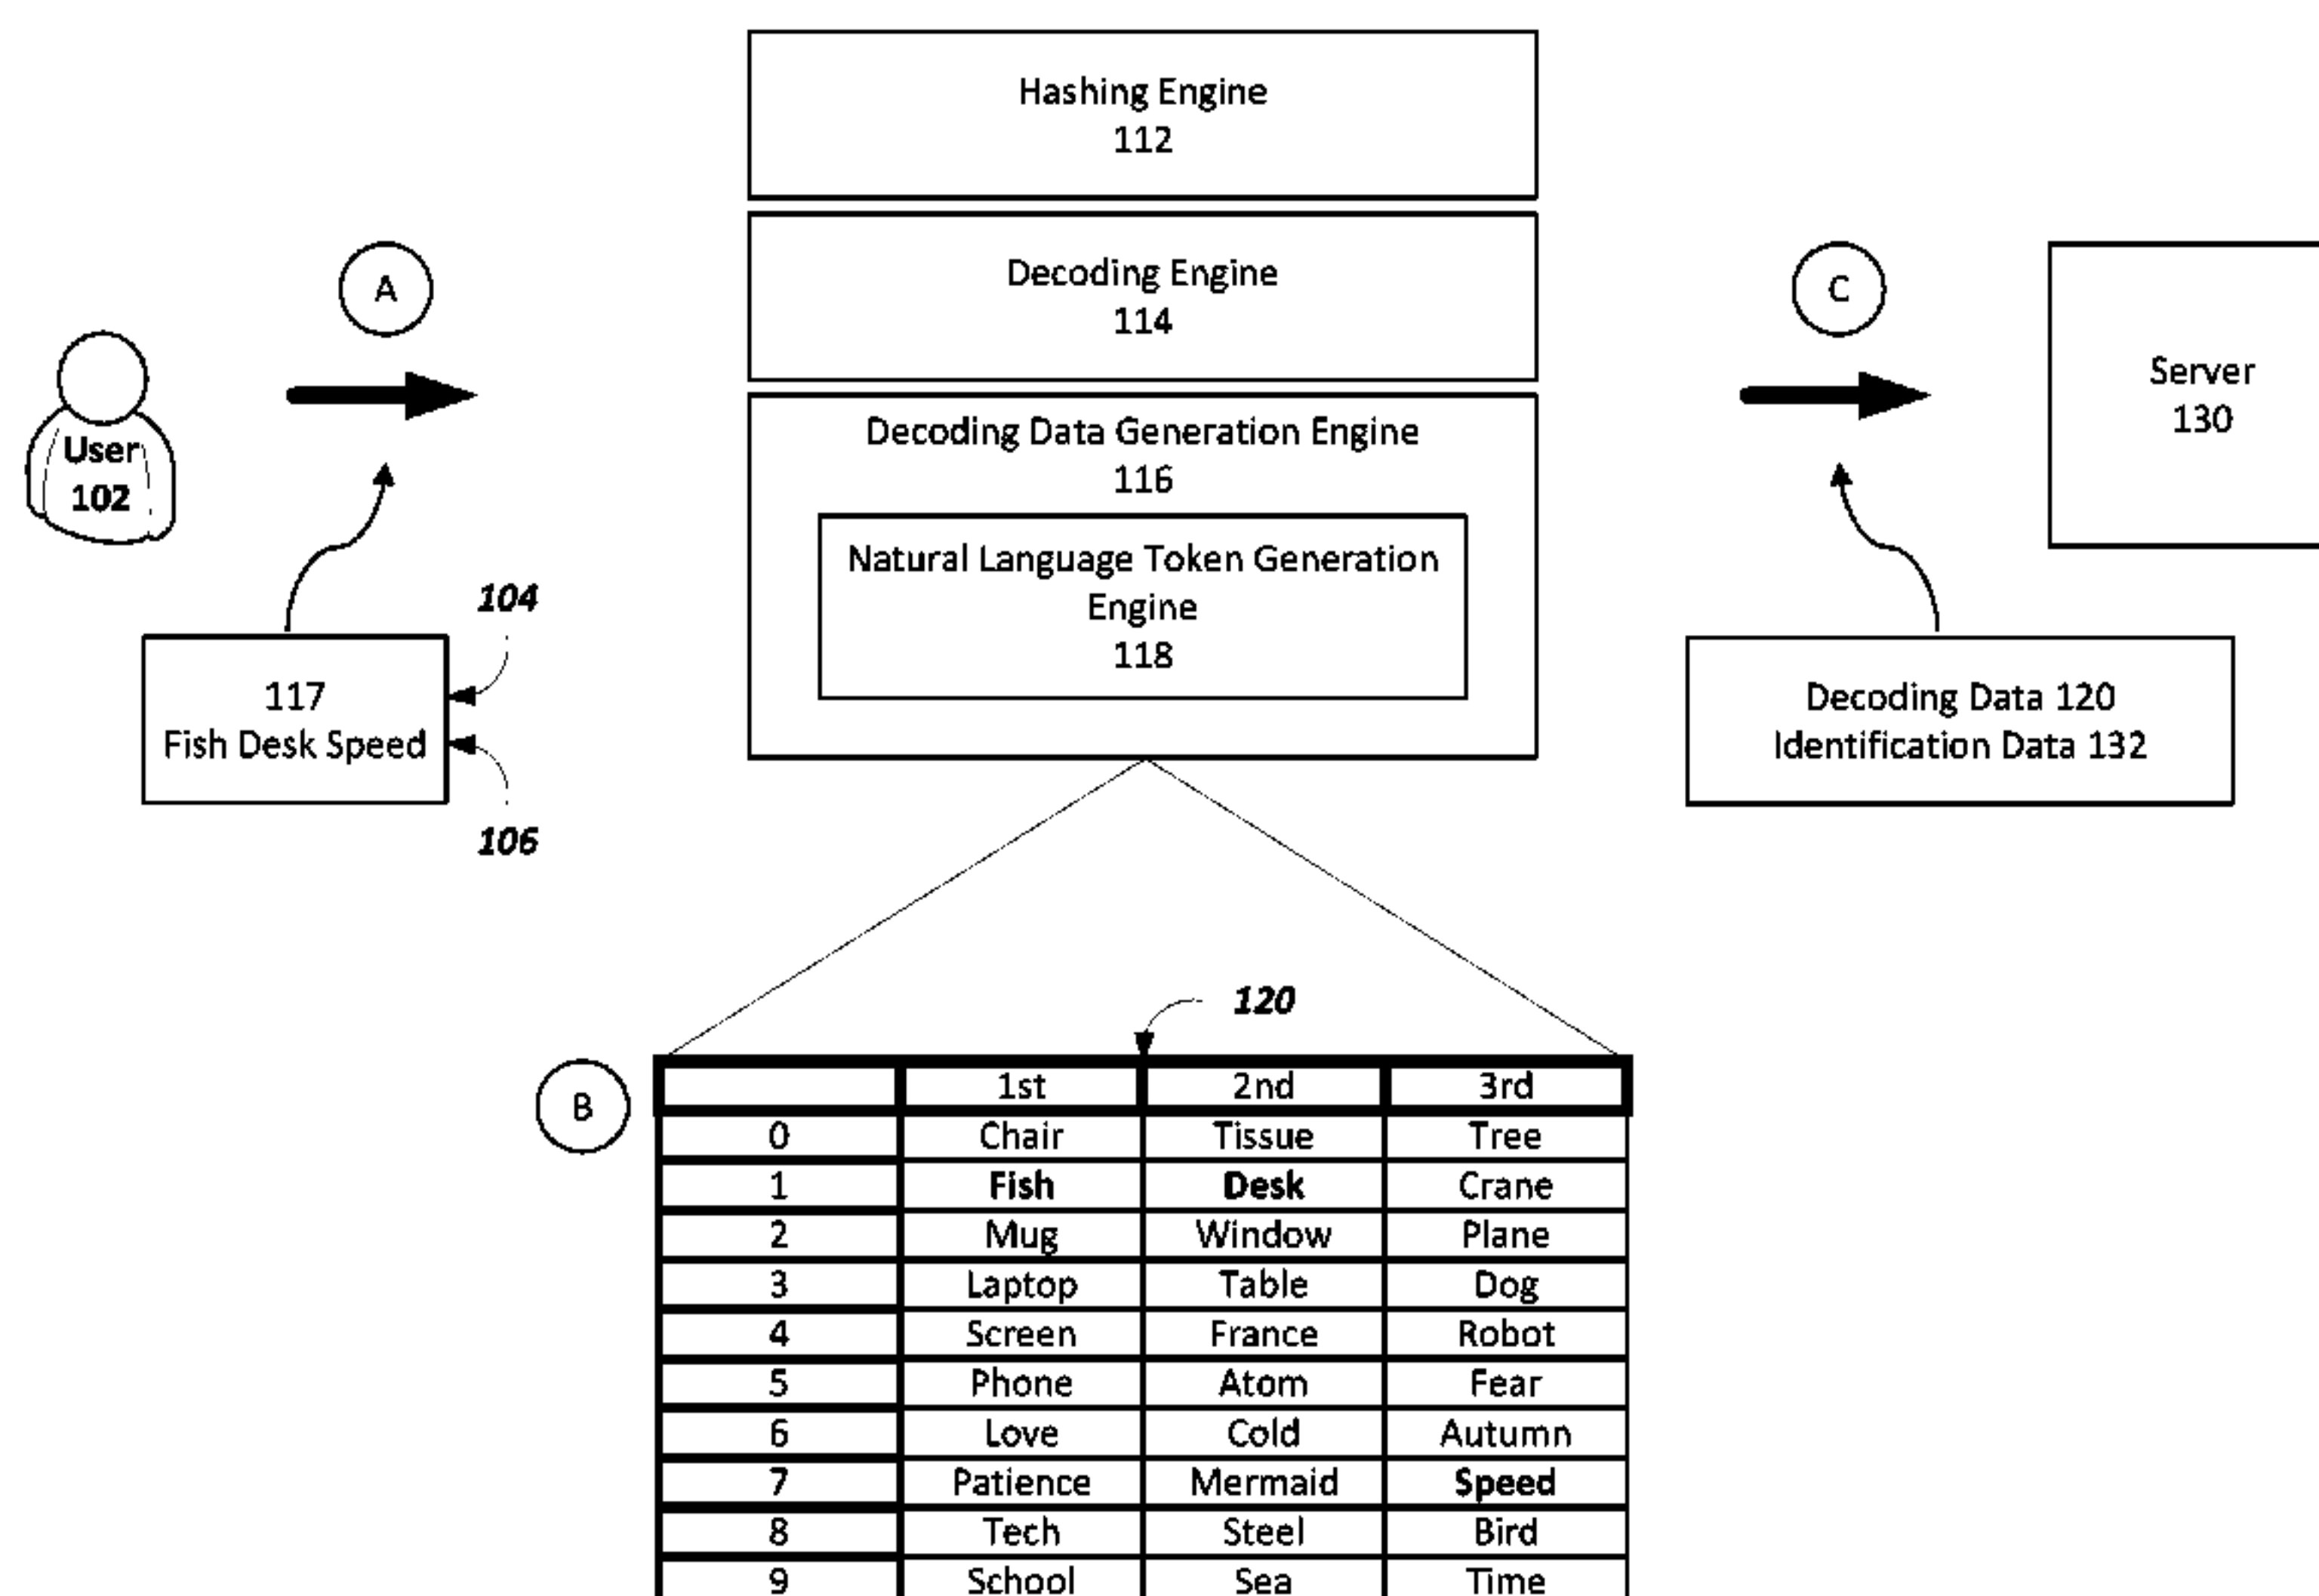 Hashing Engine
112
Decoding Engine
114
A
C
Server
130
User
102
Decoding Data Generation Engine
116
Natural Language Token Generation
Engine
118
104
117
Fish Desk Speed
106
Decoding Data 120
Identification Data 132
120
B
1st 2nd 3rd
0 Chair Tissue Tree
1 Fish Desk Crane
2 Mug Window Plane
3 Laptop Table Dog
4 Screen France Robot
5 Phone Atom Fear
6 Love Cold Autumn
7 Patience Mermaid Speed
8 Tech Steel Bird
9 School Sea Time